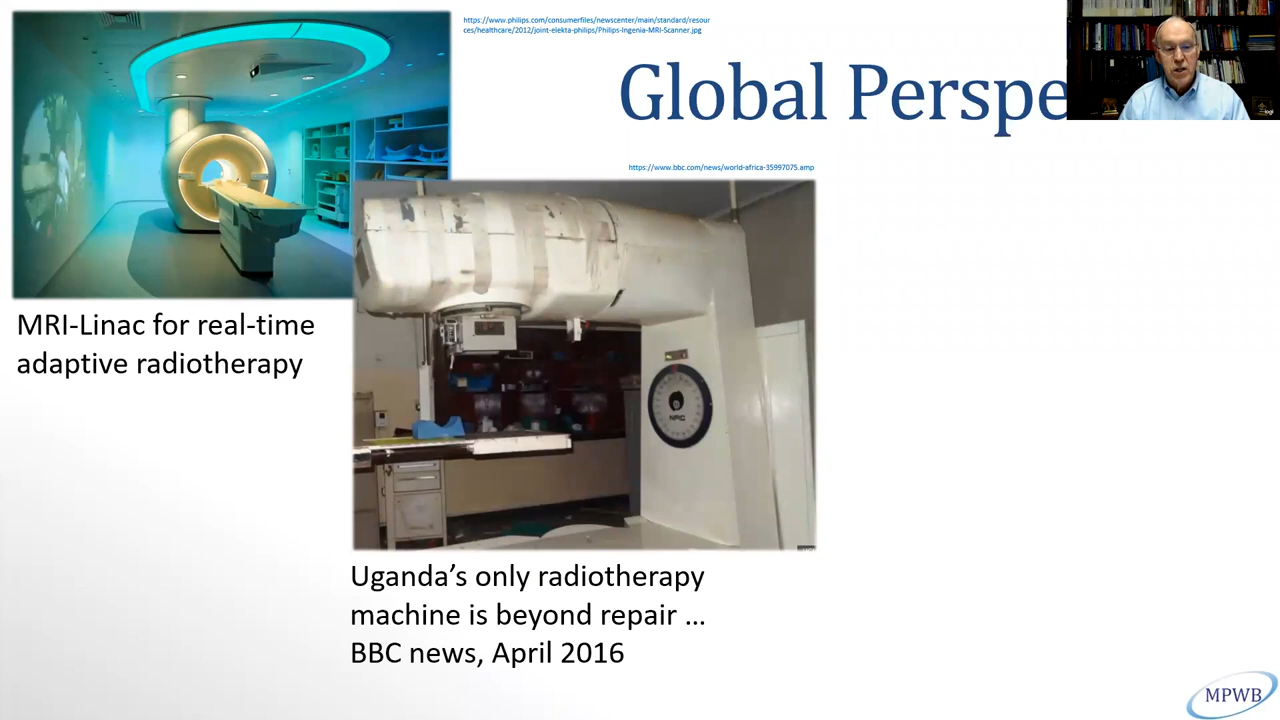 https://www.philips.com/consumerfiles/newscenter/main/standard/resour
ces/healthcare/2012/joint-elekta-philips/Philips-Ingenia-MRI-Scanner.jpg
Global Perspe
https://www.bbc.com/news/world-africa-35997075.amp
MRI-Linac for real-time
adaptive radiotherapy
Uganda’s only radiotherapy
machine is beyond repair ...
BBC news, April 2016
MPWB